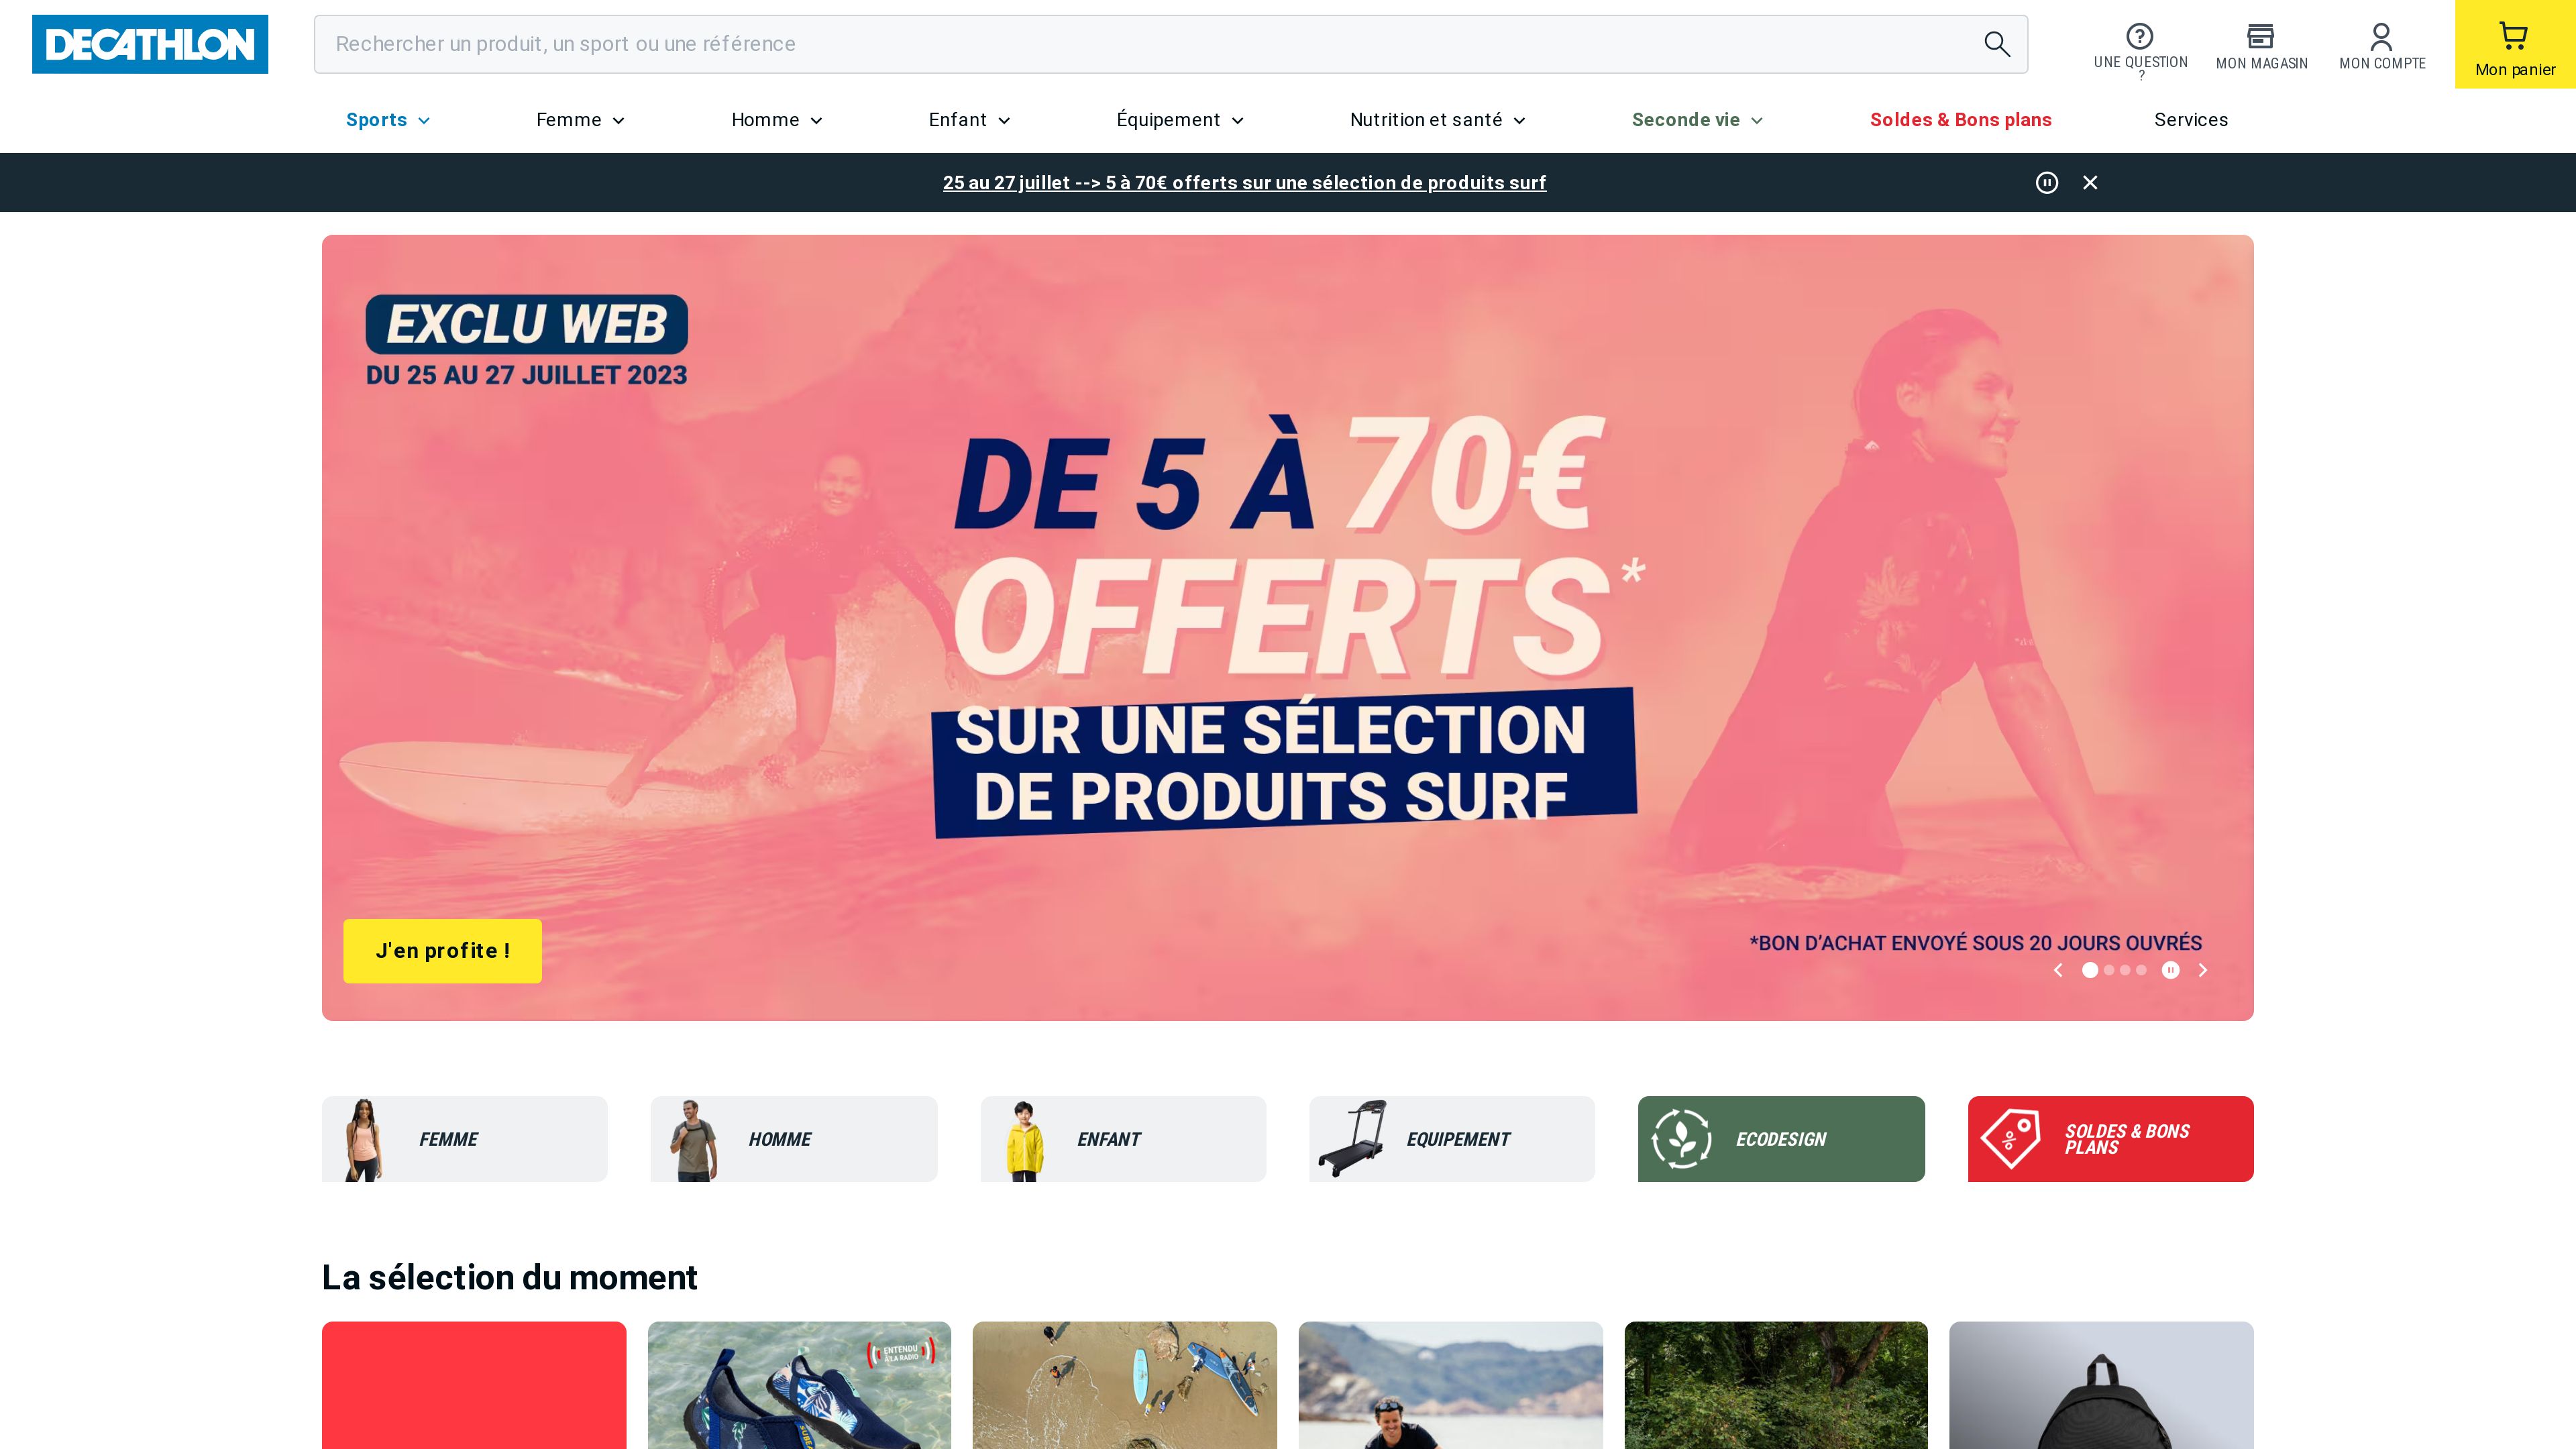 DECATHLON
Rechercher un produit, un sport ou une référence
UNE QUESTION
?
MON MAGASIN
MON COMPTE
Mon panier
Sports
Femme
Homme
Enfant
Équipement
Nutrition et santé
Seconde vie
Soldes & Bons plans
Services
25 au 27 juillet --> 5 à 70€ offerts sur une sélection de produits surf
EXCLU WEB
DU 25 AU 27 JUILLET 2023
DE 5 À 70€
OFFERTS*
SUR UNE SÉLECTION
DE PRODUITS SURF
J'en profite !
*BON D'ACHAT ENVOYÉ SOUS 20 JOURS OUVRÉS
FEMME
HOMME
ENFANT
EQUIPEMENT
ECODESIGN
%
SOLDES & BONS
PLANS
La sélection du moment
ENTENDU
À LA RADIO